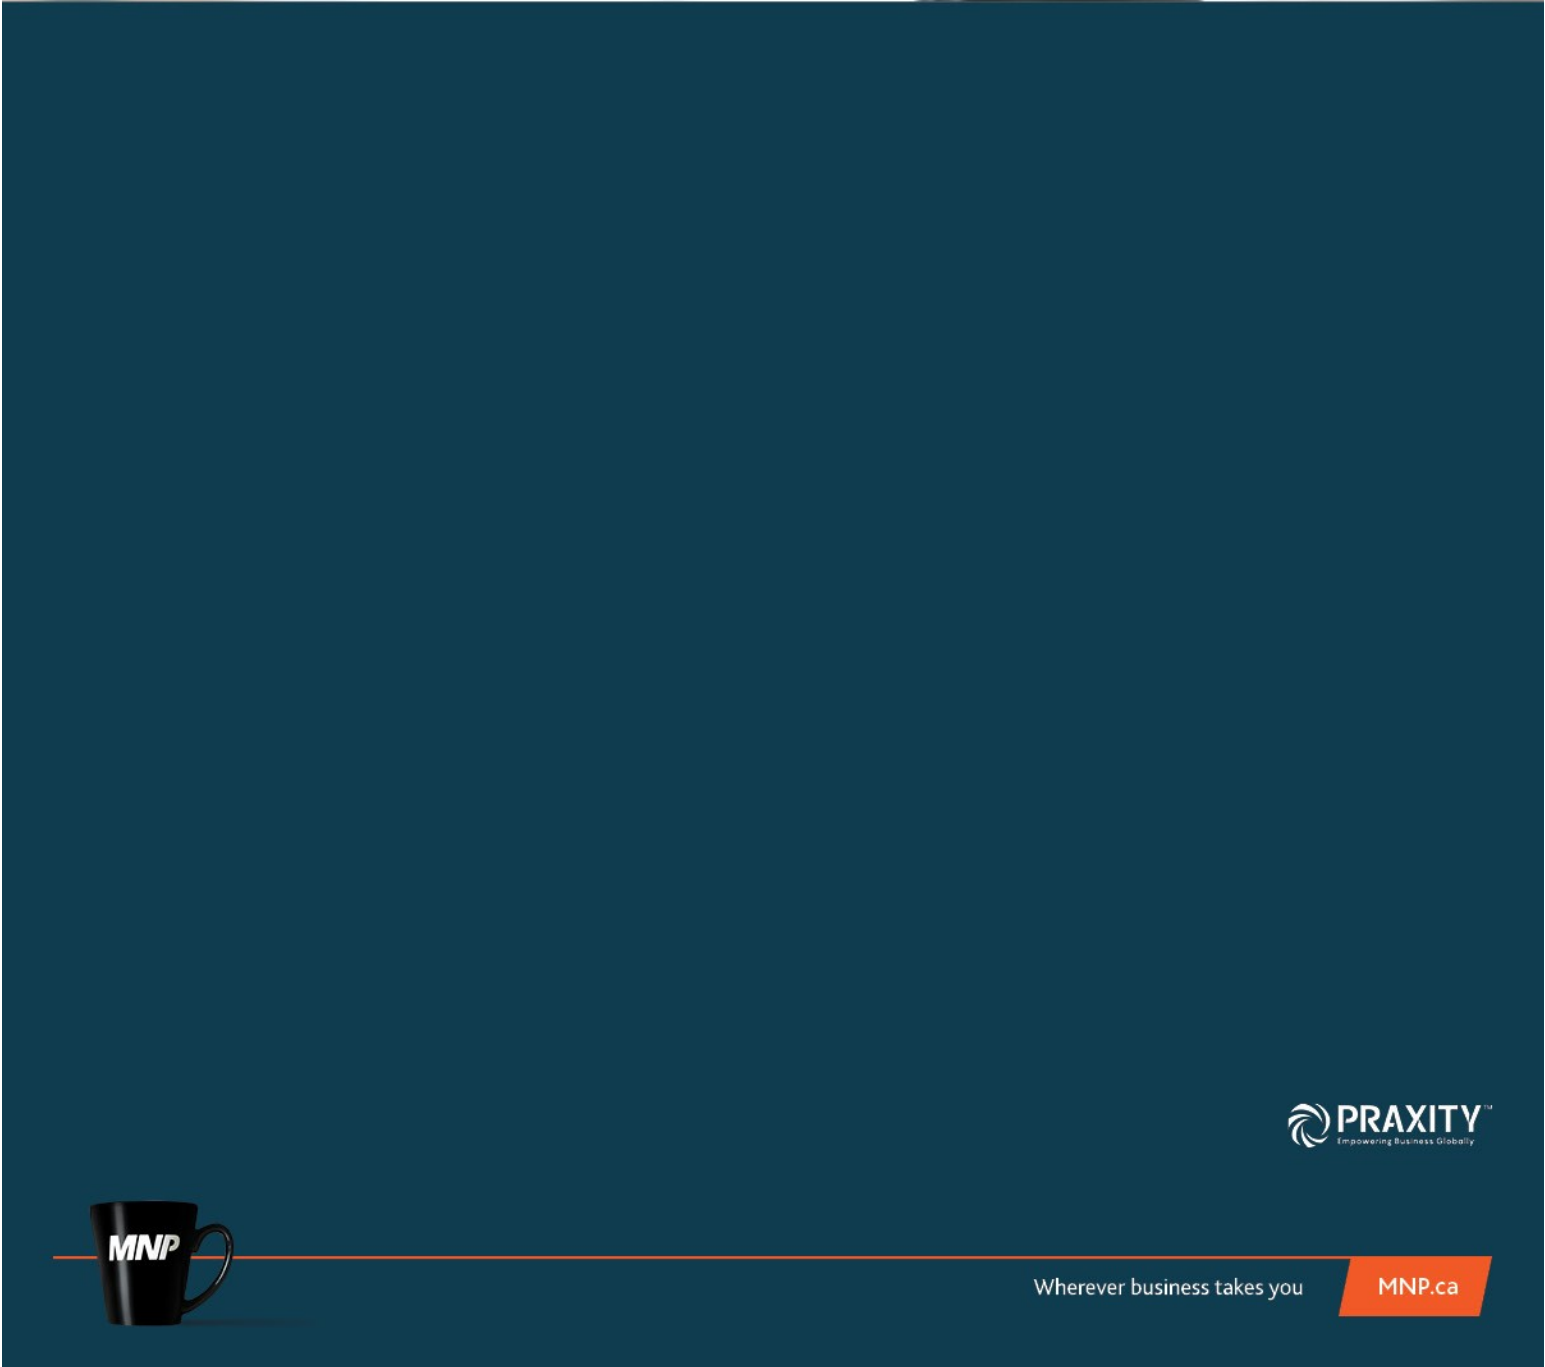 PRAXITY™
Empowering Business Globally
MNP
Wherever business takes you
MNP.ca